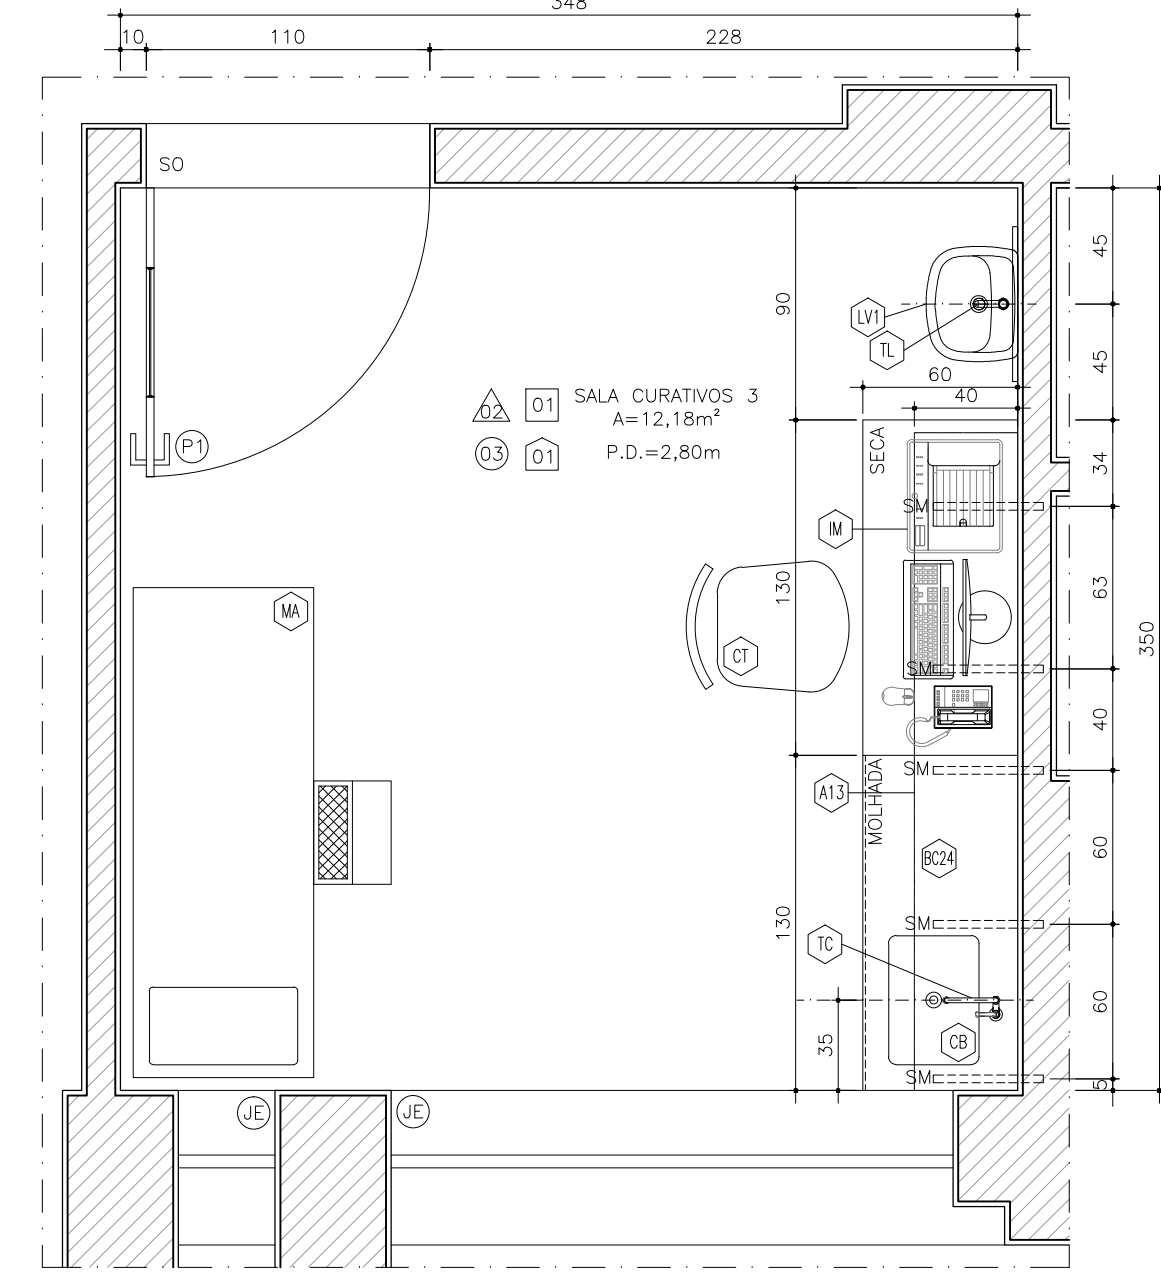 348
10 110 228
S0
45
90
LV1
TL
45
60
40
02 01 SALA CURATIVOS 3
A=12,18m²
03 01 P.D.=2,80m
P1
SECA
34
SM
IM
130
63
MA
CT
350
SM
40
SM
MOLHADA
A13
60
BC24
130
SM
TC
60
35
CB
SM
5
JE JE